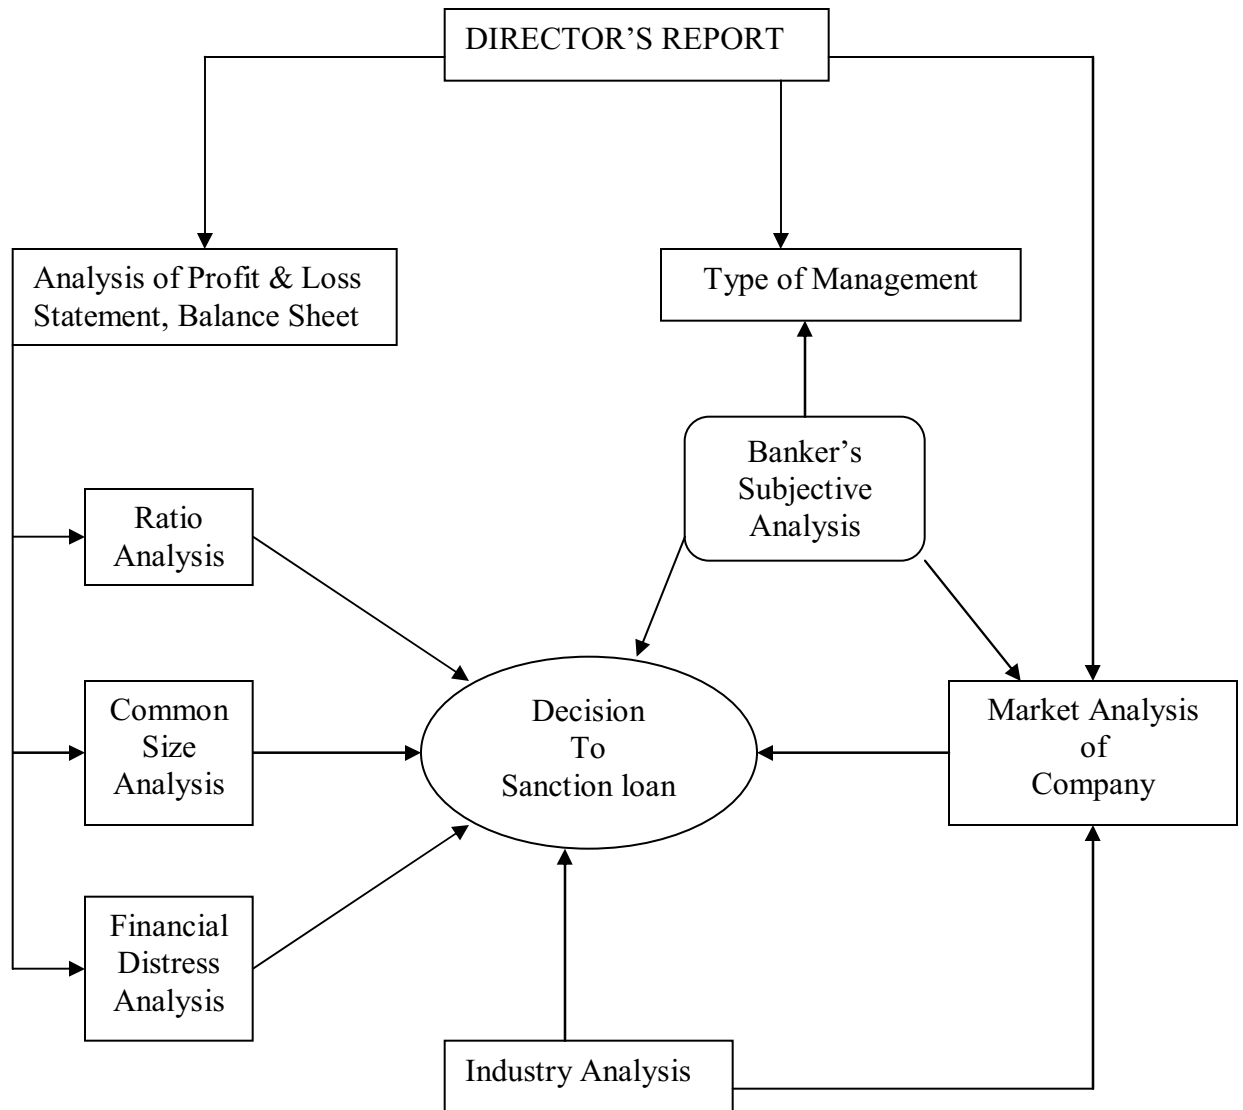 DIRECTOR’S REPORT
Analysis of Profit & Loss
Statement, Balance Sheet
Type of Management
Banker’s
Subjective
Analysis
Ratio
Analysis
Common
Size
Analysis
Decision
To
Sanction loan
Market Analysis
of
Company
Financial
Distress
Analysis
Industry Analysis